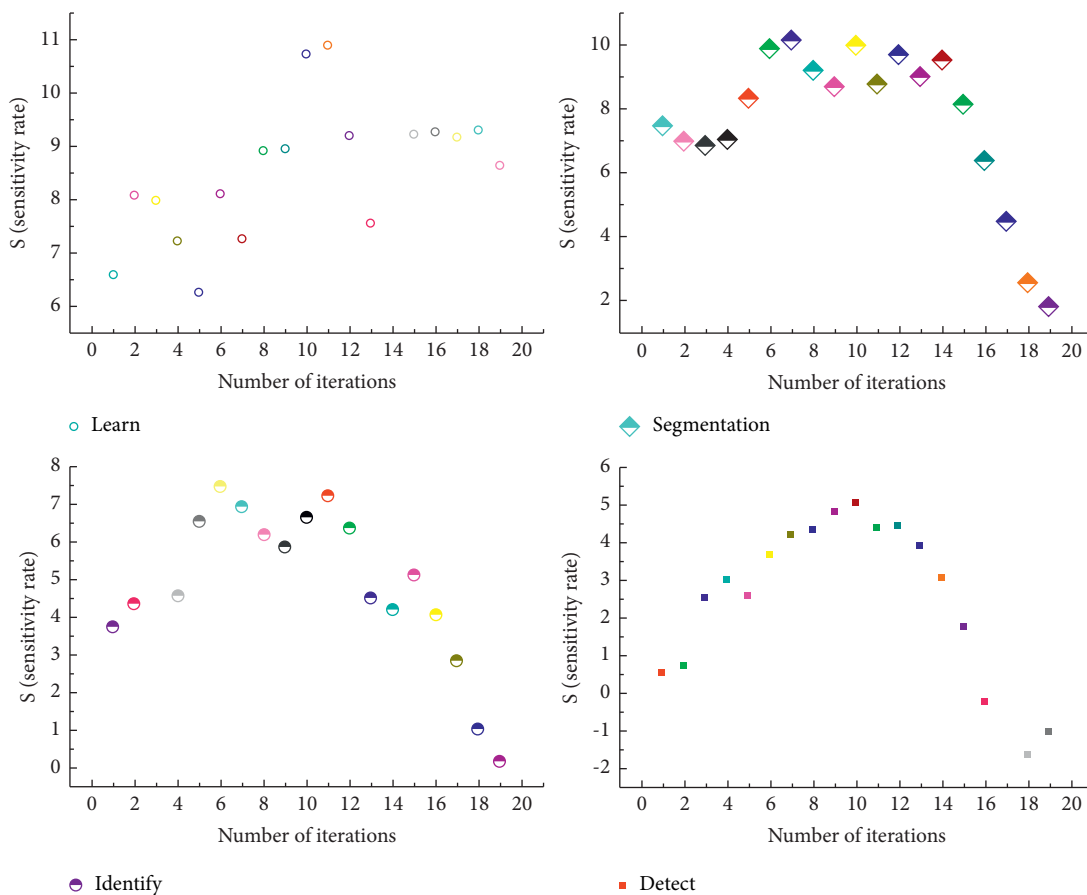 11
10
9
8
7
6
S (sensitivity rate)
0 2 4 6 8 10 12 14 16 18 20
Number of iterations
Learn
10
8
6
4
2
S (sensitivity rate)
0 2 4 6 8 10 12 14 16 18 20
Number of iterations
Segmentation
8
7
6
5
4
3
2
1
0
S (sensitivity rate)
0 2 4 6 8 10 12 14 16 18 20
Number of iterations
Identify
6
5
4
3
2
1
0
-1
-2
S (sensitivity rate)
0 2 4 6 8 10 12 14 16 18 20
Number of iterations
Detect